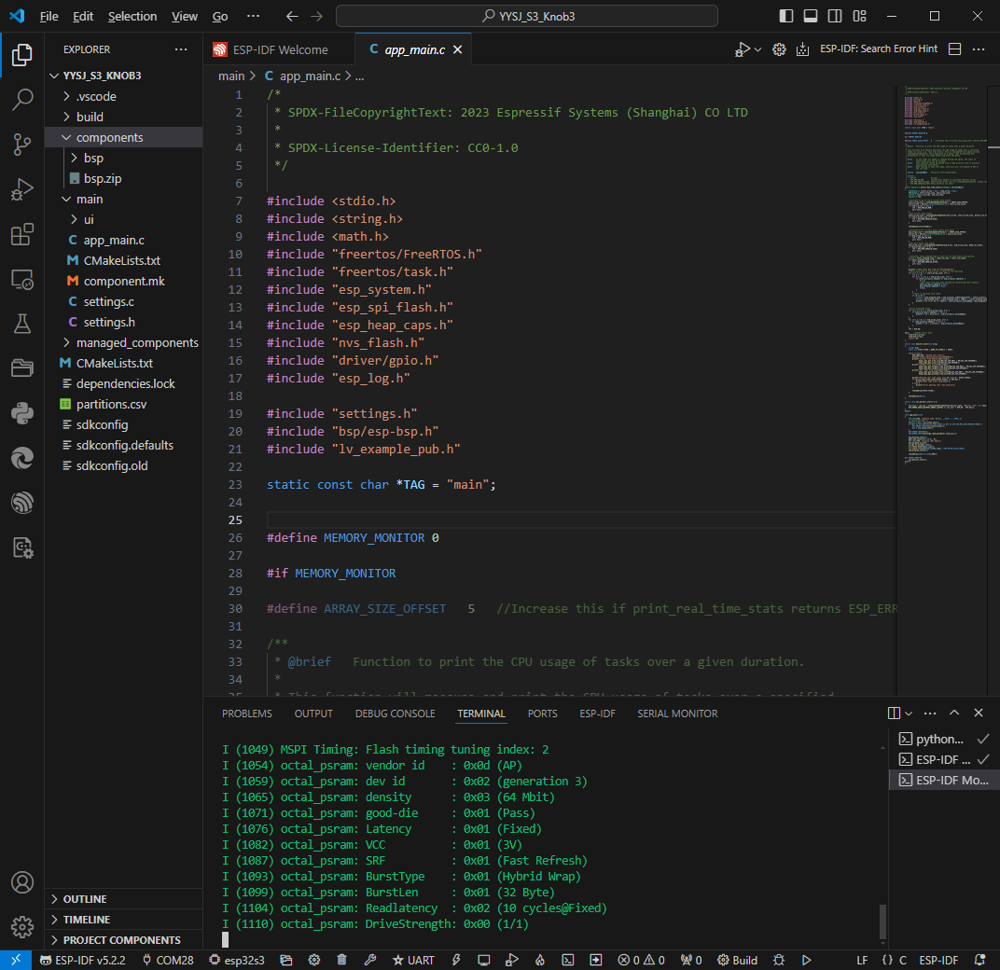 File Edit Selection View Go ··· YYSJ_S3_Knob3
EXPLORER ···
YYSJ_S3_KNOB3
.vscode
build
components
bsp
bsp.zip
main
ui
C app_main.c
M CMakeLists.txt
M component.mk
C settings.c
C settings.h
managed_components
M CMakeLists.txt
dependencies.lock
partitions.csv
sdkconfig
sdkconfig.defaults
sdkconfig.old
OUTLINE
TIMELINE
PROJECT COMPONENTS
ESP-IDF Welcome C app_main.c ESP-IDF: Search Error Hint ···
main > C app_main.c > ...
1 /*
2 * SPDX-FileCopyrightText: 2023 Espressif Systems (Shanghai) CO LTD
3 *
4 * SPDX-License-Identifier: CC0-1.0
5 */
6
7 #include <stdio.h>
8 #include <string.h>
9 #include <math.h>
10 #include "freertos/FreeRTOS.h"
11 #include "freertos/task.h"
12 #include "esp_system.h"
13 #include "esp_spi_flash.h"
14 #include "esp_heap_caps.h"
15 #include "nvs_flash.h"
16 #include "driver/gpio.h"
17 #include "esp_log.h"
18
19 #include "settings.h"
20 #include "bsp/esp-bsp.h"
21 #include "lv_example_pub.h"
22
23 static const char *TAG = "main";
24
25
26 #define MEMORY_MONITOR 0
27
28 #if MEMORY_MONITOR
29
30 #define ARRAY_SIZE_OFFSET 5 //Increase this if print_real_time_stats returns ESP_ERR
31
32 /**
33 * @brief Function to print the CPU usage of tasks over a given duration.
34 *
35 * This function will measure and print the CPU usage of tasks over a specified
PROBLEMS OUTPUT DEBUG CONSOLE TERMINAL PORTS ESP-IDF SERIAL MONITOR ···
I (1049) MSPI Timing: Flash timing tuning index: 2
I (1054) octal_psram: vendor id : 0x0d (AP)
I (1059) octal_psram: dev id : 0x02 (generation 3)
I (1065) octal_psram: density : 0x03 (64 Mbit)
I (1071) octal_psram: good-die : 0x01 (Pass)
I (1076) octal_psram: Latency : 0x01 (Fixed)
I (1082) octal_psram: VCC : 0x01 (3V)
I (1087) octal_psram: SRF : 0x01 (Fast Refresh)
I (1093) octal_psram: BurstType : 0x01 (Hybrid Wrap)
I (1099) octal_psram: BurstLen : 0x01 (32 Byte)
I (1104) octal_psram: Readlatency : 0x02 (10 cycles@Fixed)
I (1110) octal_psram: DriveStrength: 0x00 (1/1)
python...
ESP-IDF ...
ESP-IDF Mo...
ESP-IDF v5.2.2 COM28 esp32s3 UART 0 0 0 Build LF {} C ESP-IDF